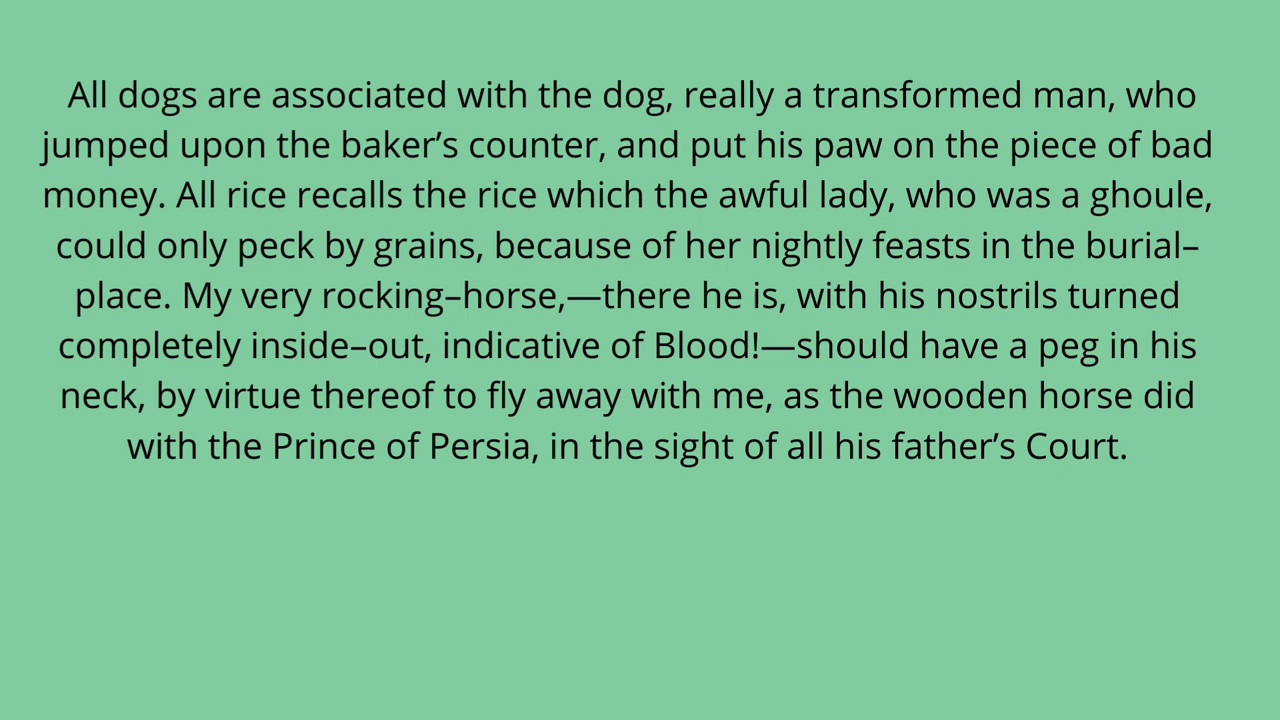 All dogs are associated with the dog, really a transformed man, who
jumped upon the baker’s counter, and put his paw on the piece of bad
money. All rice recalls the rice which the awful lady, who was a ghoule,
could only peck by grains, because of her nightly feasts in the burial–
place. My very rocking–horse,—there he is, with his nostrils turned
completely inside–out, indicative of Blood!—should have a peg in his
neck, by virtue thereof to fly away with me, as the wooden horse did
with the Prince of Persia, in the sight of all his father’s Court.